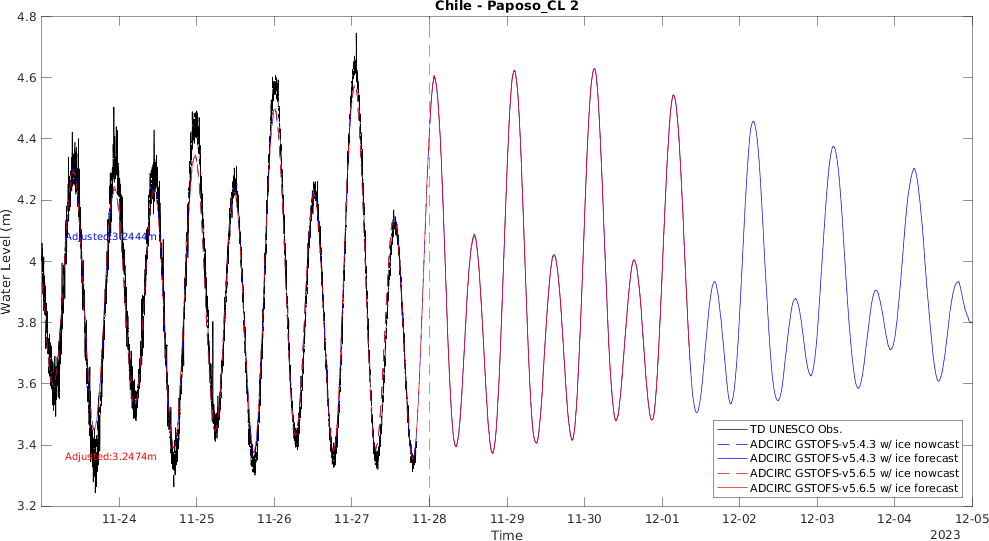 Chile - Paposo_CL 2
4.8
4.6
4.4
4.2
4
3.8
3.6
3.4
3.2
Water Level (m)
Adjusted:3.2444m
Adjusted:3.2474m
TD UNESCO Obs.
ADCIRC GSTOFS-v5.4.3 w/ ice nowcast
ADCIRC GSTOFS-v5.4.3 w/ ice forecast
ADCIRC GSTOFS-v5.6.5 w/ ice nowcast
ADCIRC GSTOFS-v5.6.5 w/ ice forecast
11-24 11-25 11-26 11-27 11-28 11-29 11-30 12-01 12-02 12-03 12-04 12-05
Time
2023